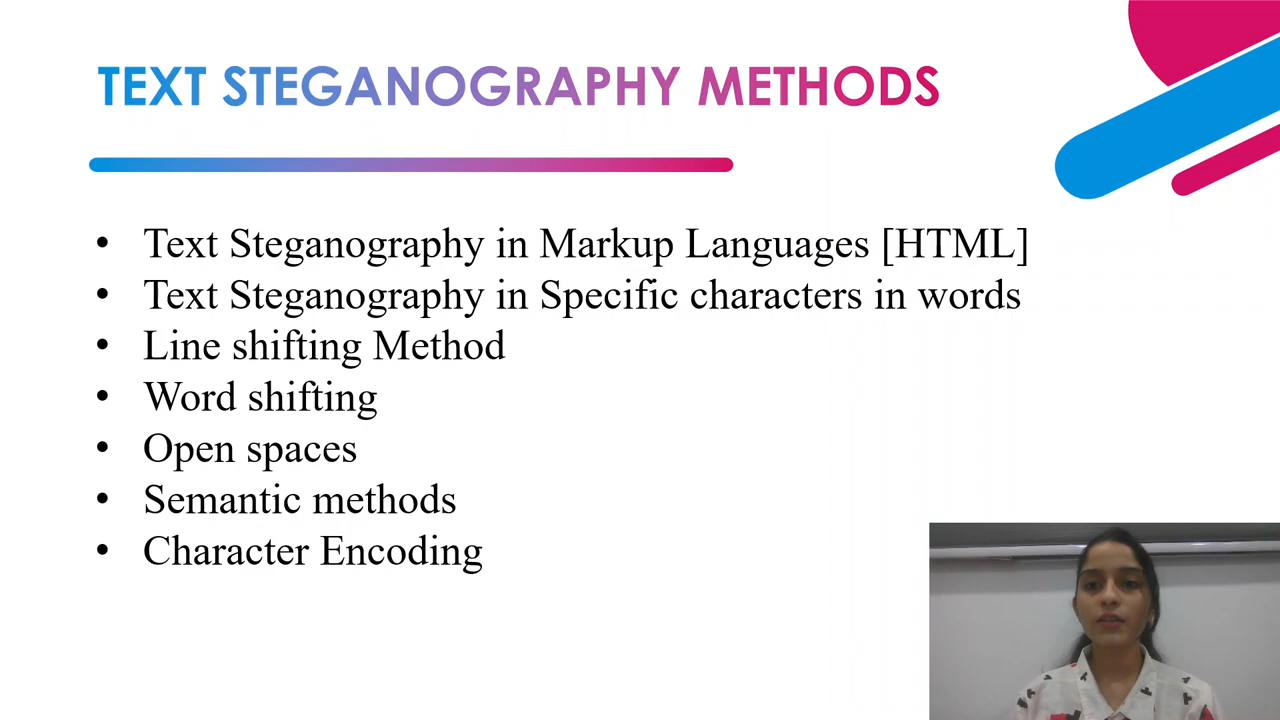 TEXT STEGANOGRAPHY METHODS
• Text Steganography in Markup Languages [HTML]
• Text Steganography in Specific characters in words
• Line shifting Method
• Word shifting
• Open spaces
• Semantic methods
• Character Encoding